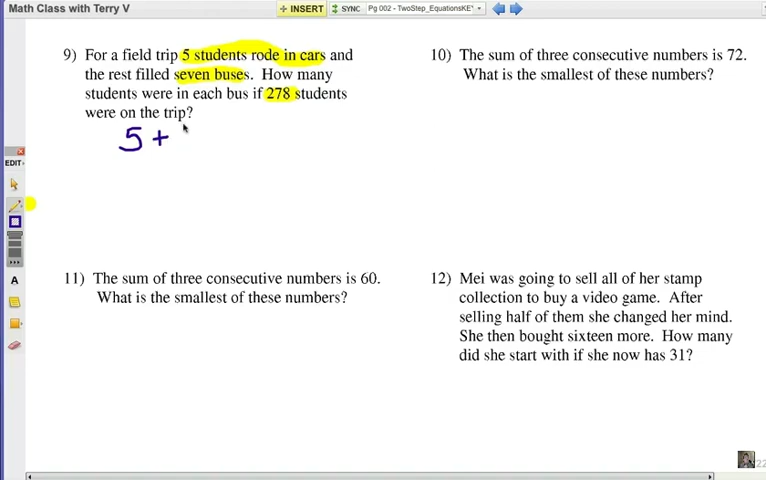 Math Class with Terry V
INSERT
SYNC
Pg 002 - TwoStep_EquationsKEY
9) For a field trip 5 students rode in cars and
the rest filled seven buses. How many
students were in each bus if 278 students
were on the trip?
5 +
10) The sum of three consecutive numbers is 72.
What is the smallest of these numbers?
EDIT
A
11) The sum of three consecutive numbers is 60.
What is the smallest of these numbers?
12) Mei was going to sell all of her stamp
collection to buy a video game. After
selling half of them she changed her mind.
She then bought sixteen more. How many
did she start with if she now has 31?
22